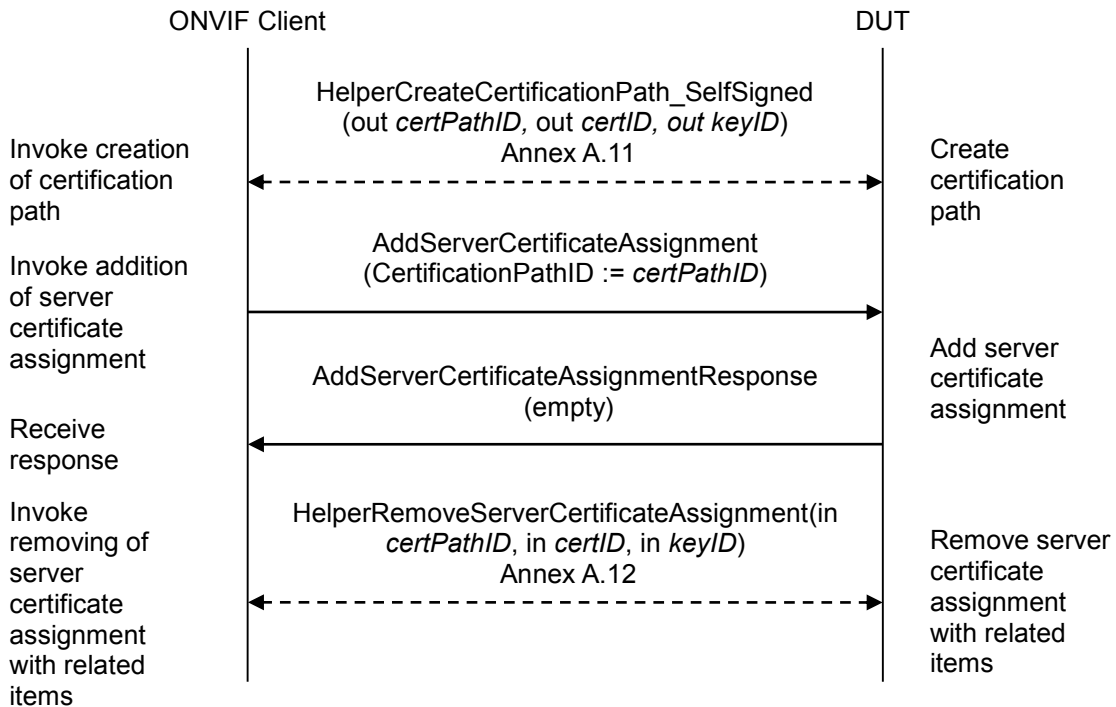 ONVIF Client
DUT
HelperCreateCertificationPath_SelfSigned
(out certPathID, out certID, out keyID)
Annex A.11
Invoke creation
of certification
path
Create
certification
path
AddServerCertificateAssignment
(CertificationPathID := certPathID)
Invoke addition
of server
certificate
assignment
Add server
certificate
assignment
AddServerCertificateAssignmentResponse
(empty)
Receive
response
HelperRemoveServerCertificateAssignment(in
certPathID, in certID, in keyID)
Annex A.12
Invoke
removing of
server
certificate
assignment
with related
items
Remove server
certificate
assignment
with related
items